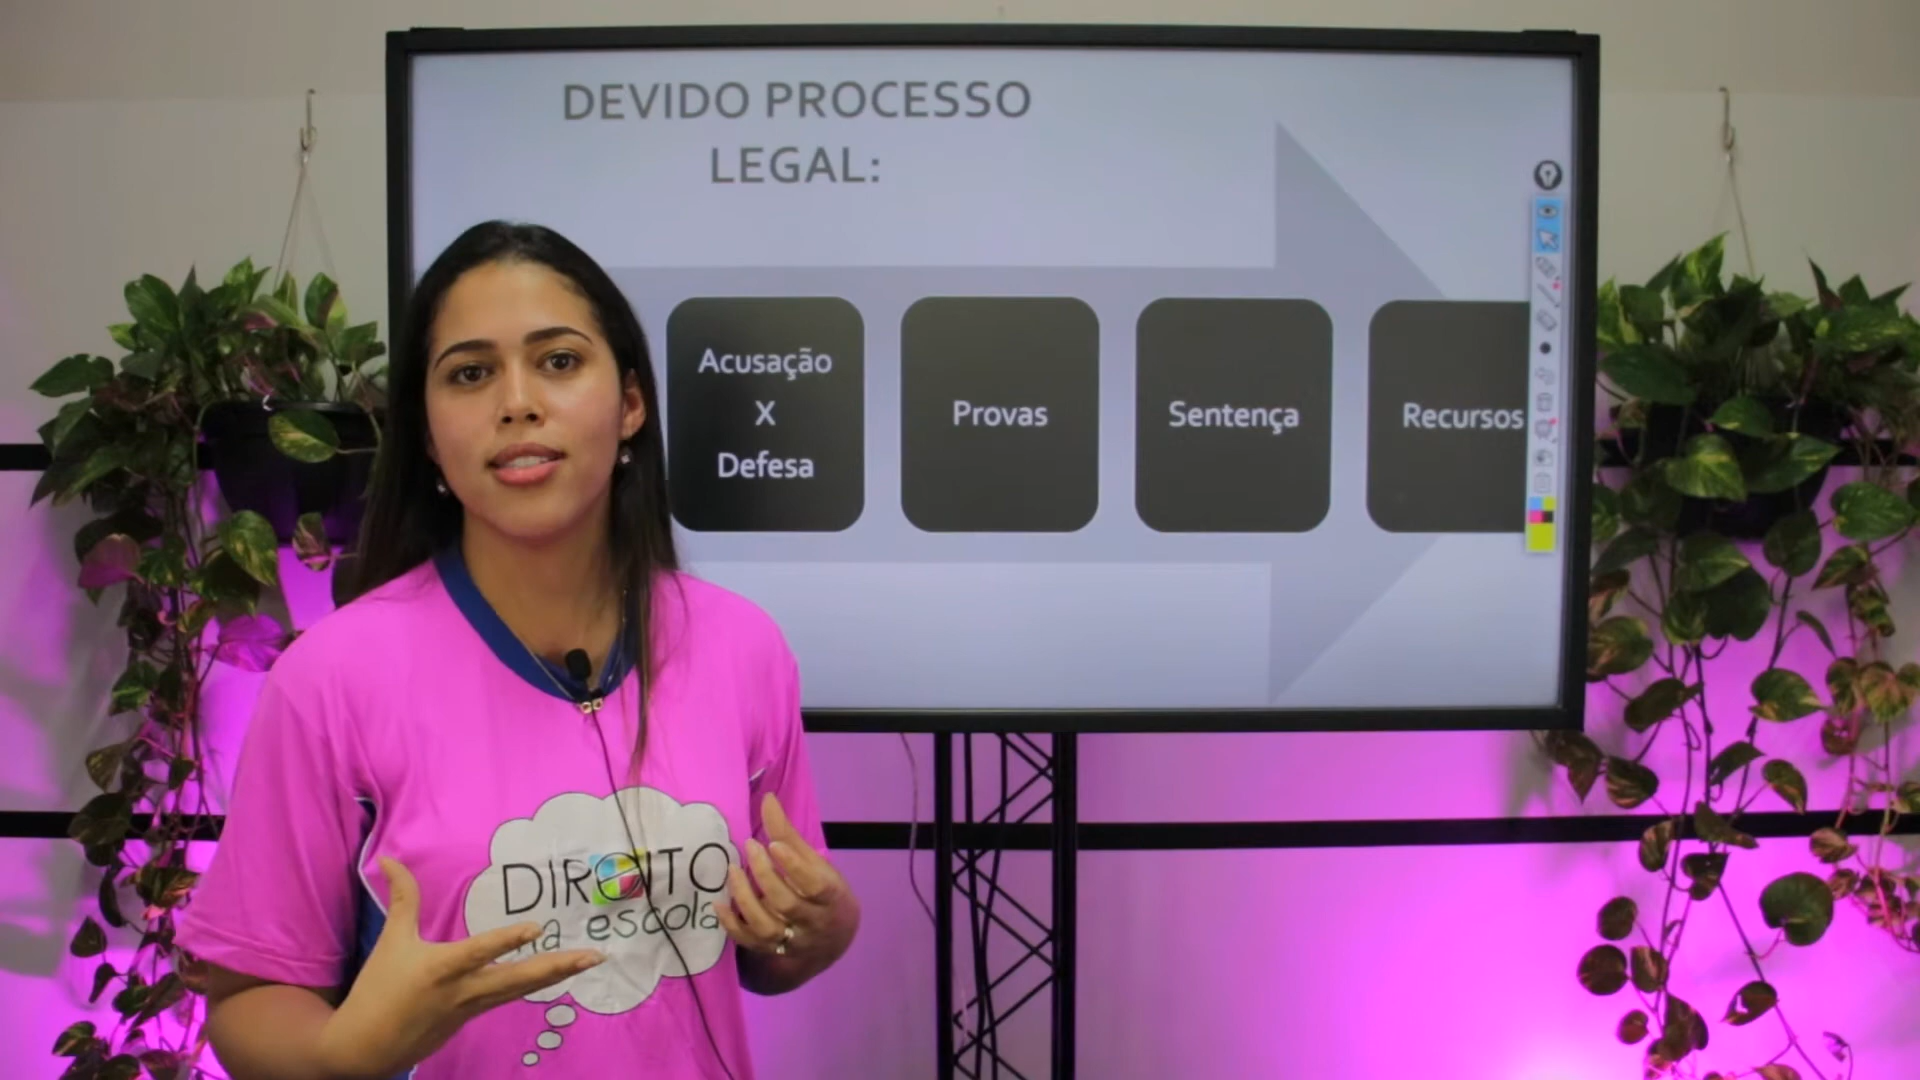 DEVIDO PROCESSO
LEGAL:
Acusação
X
Defesa
Provas
Sentença
Recursos
DIREITO
na escola